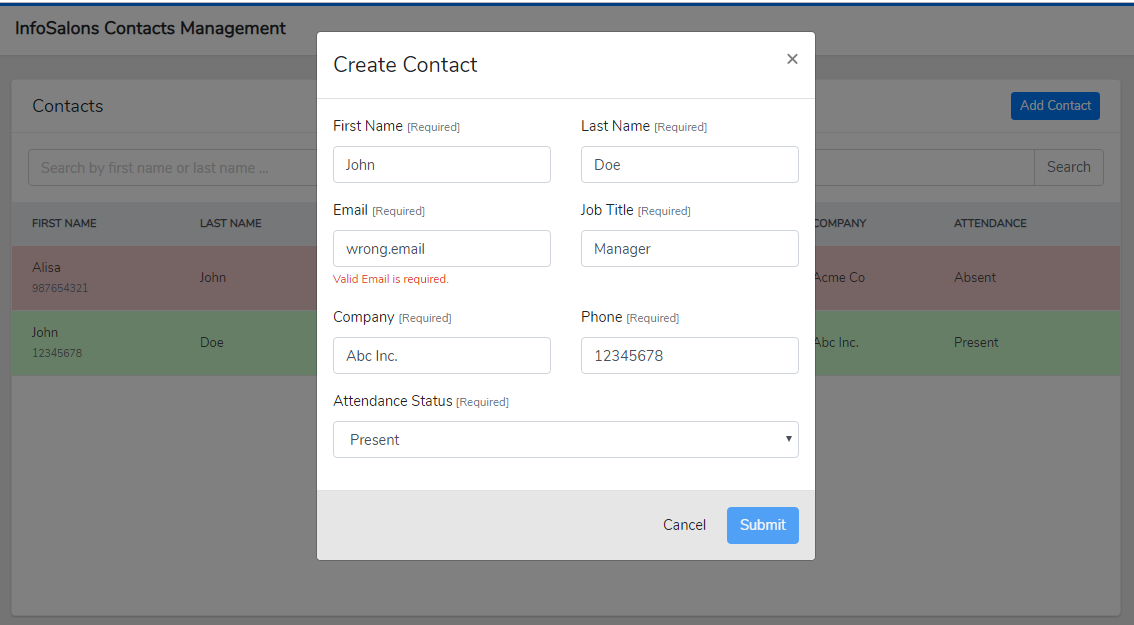 InfoSalons Contacts Management
Create Contact
×
Contacts
Add Contact
First Name [Required]
Last Name [Required]
John
Doe
Search by first name or last name ...
Search
Email [Required]
Job Title [Required]
FIRST NAME
LAST NAME
COMPANY
ATTENDANCE
wrong.email
Manager
Valid Email is required.
Alisa
987654321
John
Acme Co
Absent
Company [Required]
Phone [Required]
John
12345678
Doe
Abc Inc.
Present
Abc Inc.
12345678
Attendance Status [Required]
Present
Cancel
Submit